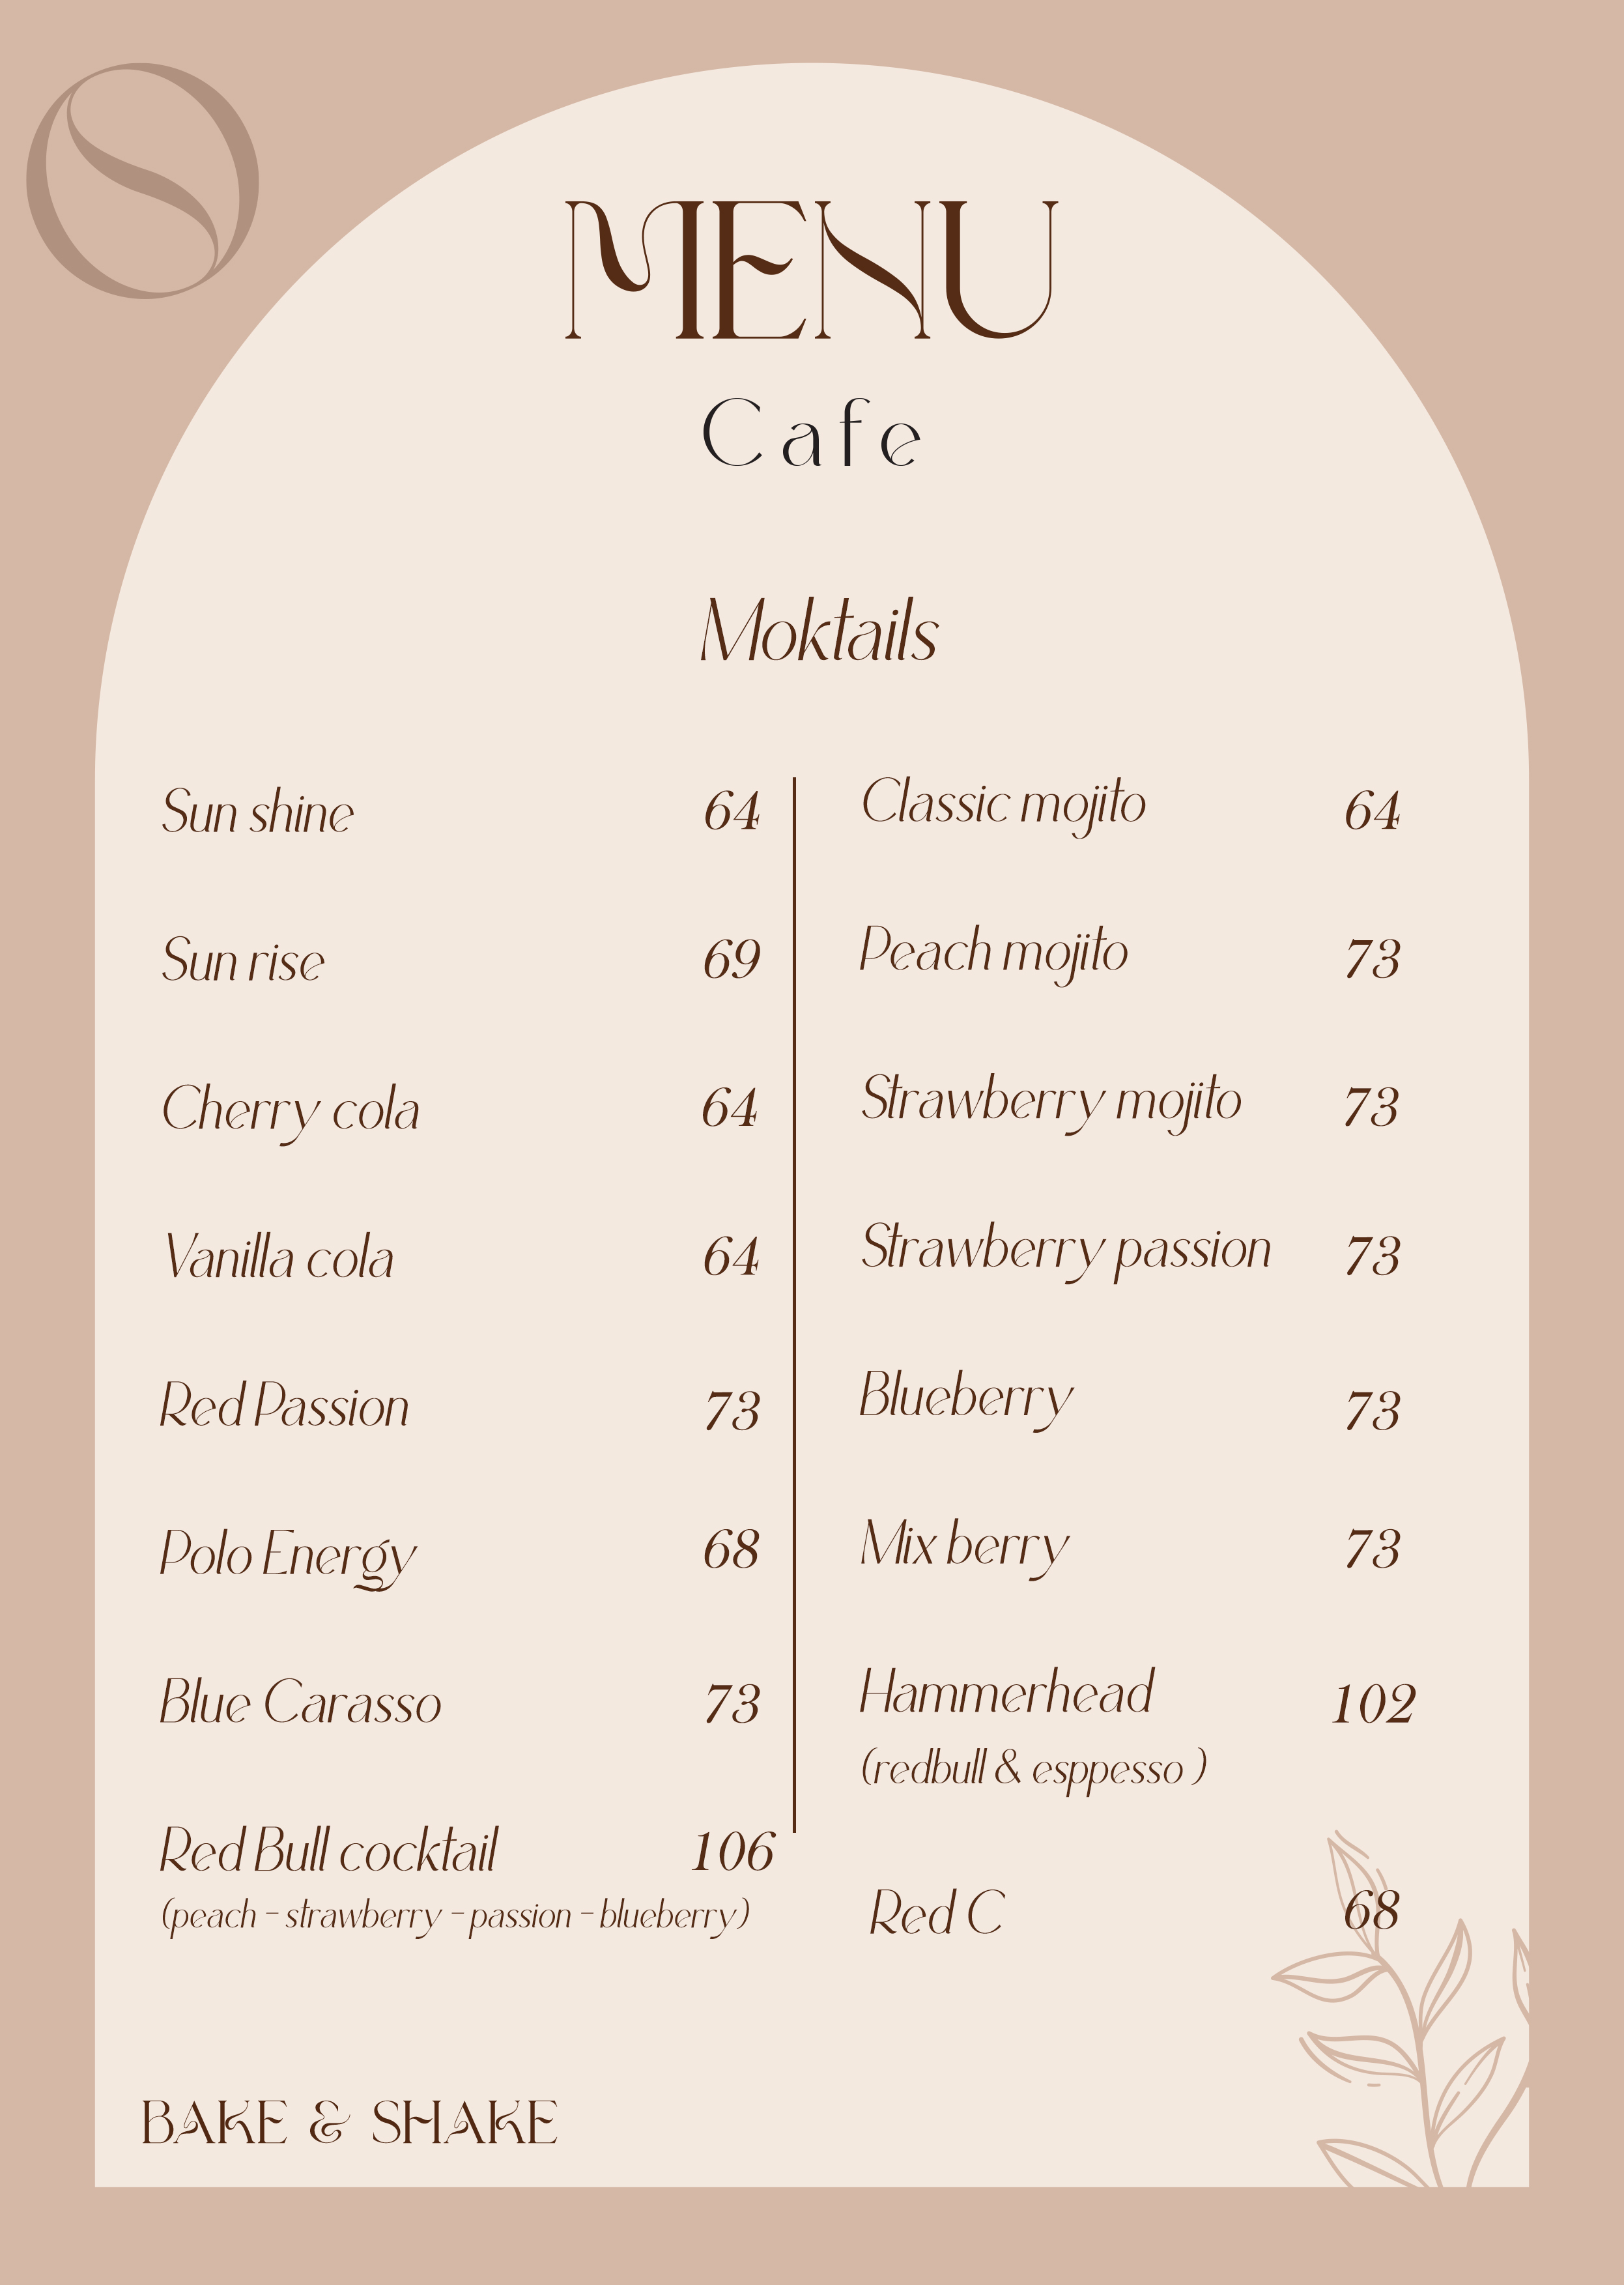 MENU
Cafe
Moktails
Sun shine 64
Sun rise 69
Cherry cola 64
Vanilla cola 64
Red Passion 73
Polo Energy 68
Blue Carasso 73
Red Bull cocktail 106
(peach - strawberry - passion - blueberry)
Classic mojito 64
Peach mojito 73
Strawberry mojito 73
Strawberry passion 73
Blueberry 73
Mix berry 73
Hammerhead 102
(redbull & esppesso )
Red C 68
BAKE & SHAKE